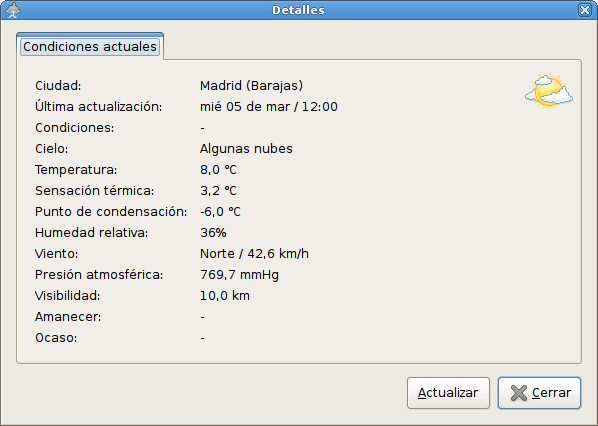 Detalles
Condiciones actuales
Ciudad: Madrid (Barajas)
Última actualización: mié 05 de mar / 12:00
Condiciones: -
Cielo: Algunas nubes
Temperatura: 8,0 °C
Sensación térmica: 3,2 °C
Punto de condensación: -6,0 °C
Humedad relativa: 36%
Viento: Norte / 42,6 km/h
Presión atmosférica: 769,7 mmHg
Visibilidad: 10,0 km
Amanecer: -
Ocaso: -
Actualizar Cerrar